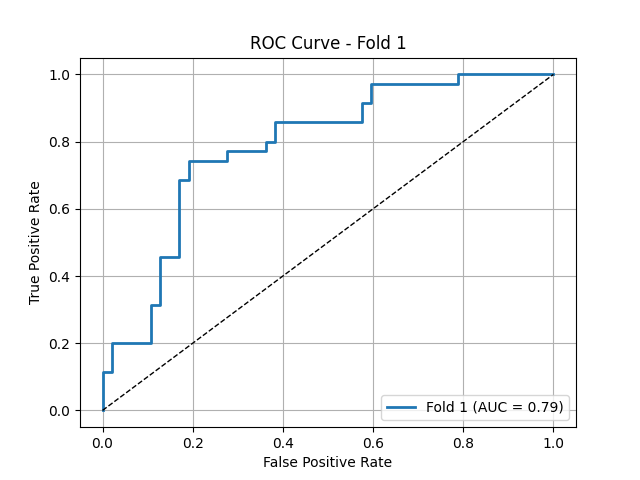 ROC Curve - Fold 1
True Positive Rate
1.0
0.8
0.6
0.4
0.2
0.0
Fold 1 (AUC = 0.79)
0.0 0.2 0.4 0.6 0.8 1.0
False Positive Rate